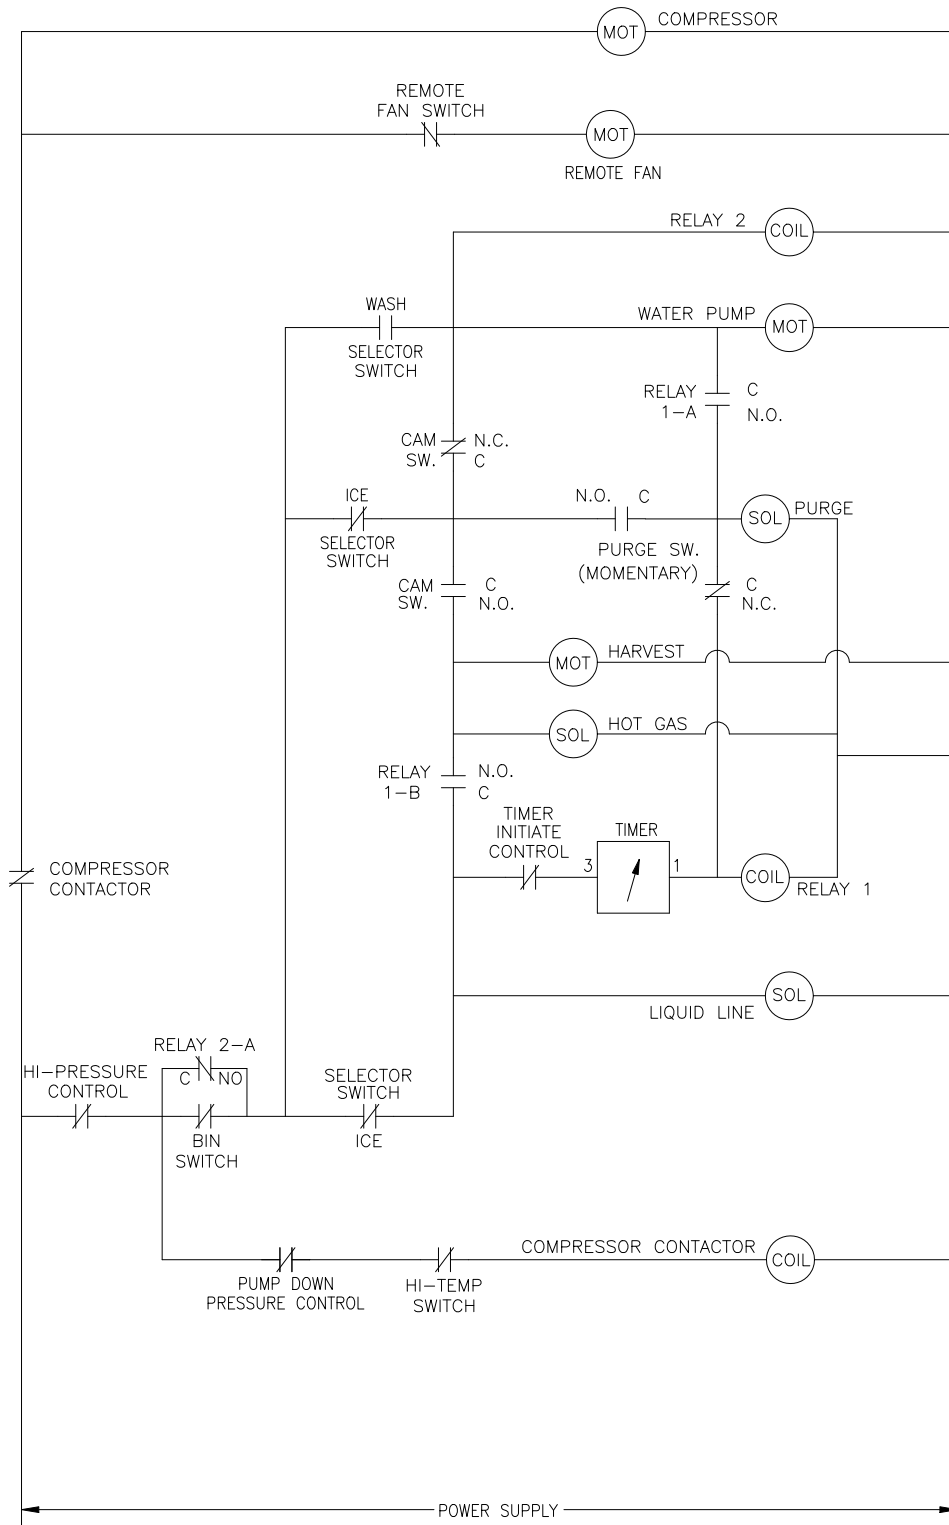 MOT
COMPRESSOR
REMOTE
FAN SWITCH
MOT
REMOTE FAN
RELAY 2
COIL
WASH
SELECTOR
SWITCH
WATER PUMP
MOT
RELAY
1-A
C
N.O.
CAM
SW.
N.C.
C
ICE
SELECTOR
SWITCH
N.O.
C
PURGE SW.
(MOMENTARY)
SOL
PURGE
CAM
SW.
C
N.O.
C
N.C.
MOT
HARVEST
SOL
HOT GAS
RELAY
1-B
N.O.
C
TIMER
INITIATE
CONTROL
TIMER
3
1
COIL
RELAY 1
COMPRESSOR
CONTACTOR
SOL
LIQUID LINE
RELAY 2-A
C
NO
HI-PRESSURE
CONTROL
BIN
SWITCH
SELECTOR
SWITCH
ICE
PUMP DOWN
PRESSURE CONTROL
HI-TEMP
SWITCH
COMPRESSOR CONTACTOR
COIL
POWER SUPPLY